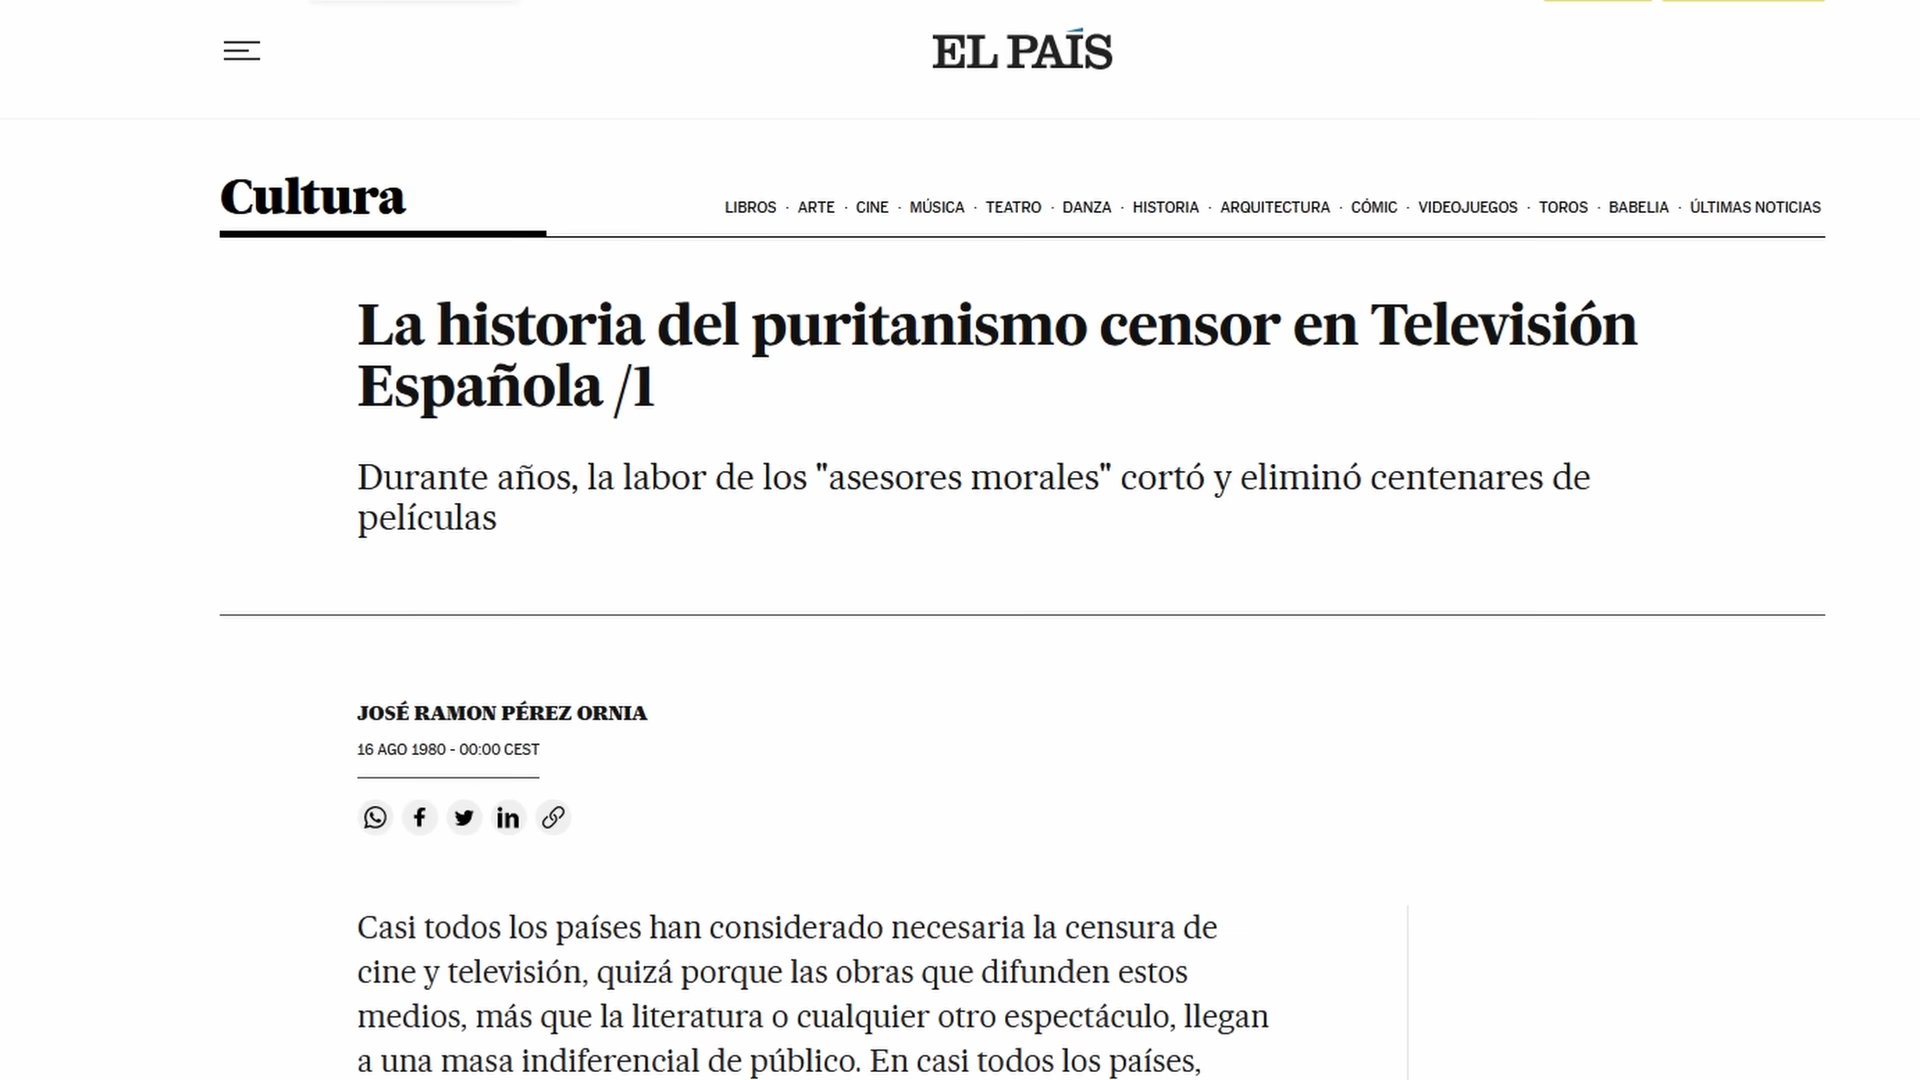 EL PAÍS
Cultura
LIBROS · ARTE · CINE · MÚSICA · TEATRO · DANZA · HISTORIA · ARQUITECTURA · CÓMIC · VIDEOJUEGOS · TOROS · BABELIA · ÚLTIMAS NOTICIAS
La historia del puritanismo censor en Televisión
Española /1
Durante años, la labor de los "asesores morales" cortó y eliminó centenares de
películas
JOSÉ RAMON PÉREZ ORNIA
16 AGO 1980 - 00:00 CEST
Casi todos los países han considerado necesaria la censura de
cine y televisión, quizá porque las obras que difunden estos
medios, más que la literatura o cualquier otro espectáculo, llegan
a una masa indiferencial de público. En casi todos los países,